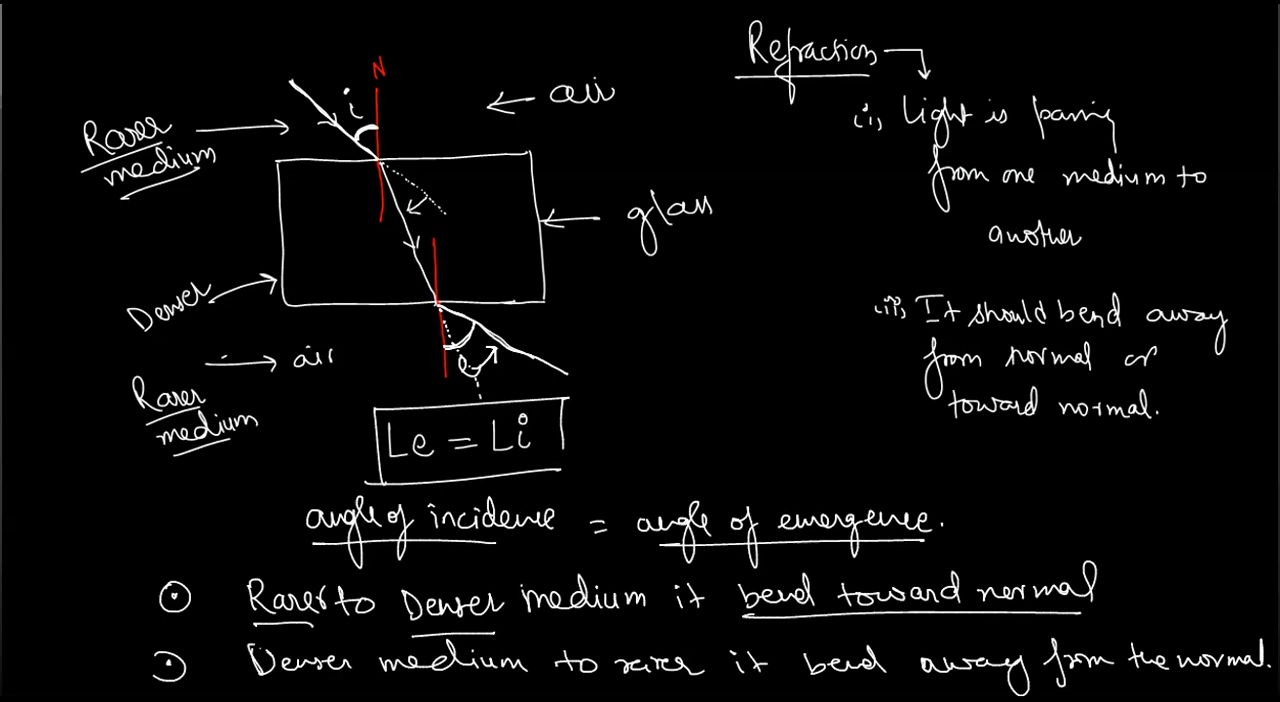 N
i
← air
Rarer
medium
glass
Denser
air
Rarer
medium
e
Le = Li
Refraction
(i), Light is passing
from one medium to
another
(ii), It should bend away
from normal or
toward normal.
angle of incidence = angle of emergence.
Rarer to Denser medium it bend toward normal
Denser medium to rarer it bend away from the normal.